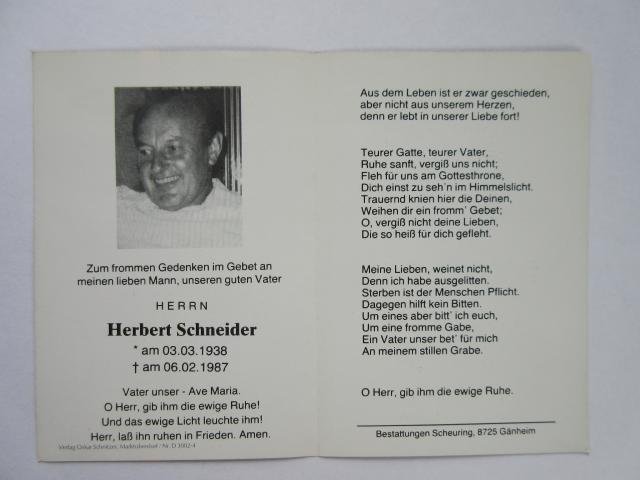 Zum frommen Gedenken im Gebet an
meinen lieben Mann, unseren guten Vater
HERRN
Herbert Schneider
* am 03.03.1938
† am 06.02.1987
Vater unser - Ave Maria.
O Herr, gib ihm die ewige Ruhe!
Und das ewige Licht leuchte ihm!
Herr, laß ihn ruhen in Frieden. Amen.
Verlag Oskar Schnitzer, Marktoberdorf / Nr. D 3002-4
Aus dem Leben ist er zwar geschieden,
aber nicht aus unserem Herzen,
denn er lebt in unserer Liebe fort!
Teurer Gatte, teurer Vater,
Ruhe sanft, vergiß uns nicht;
Fleh für uns am Gottesthrone,
Dich einst zu seh'n im Himmelslicht.
Trauernd knien hier die Deinen,
Weihen dir ein fromm' Gebet;
O, vergiß nicht deine Lieben,
Die so heiß für dich gefleht.
Meine Lieben, weinet nicht,
Denn ich habe ausgelitten.
Sterben ist der Menschen Pflicht.
Dagegen hilft kein Bitten.
Um eines aber bitt' ich euch,
Um eine fromme Gabe,
Ein Vater unser bet' für mich
An meinem stillen Grabe.
O Herr, gib ihm die ewige Ruhe.
Bestattungen Scheuring, 8725 Gänheim